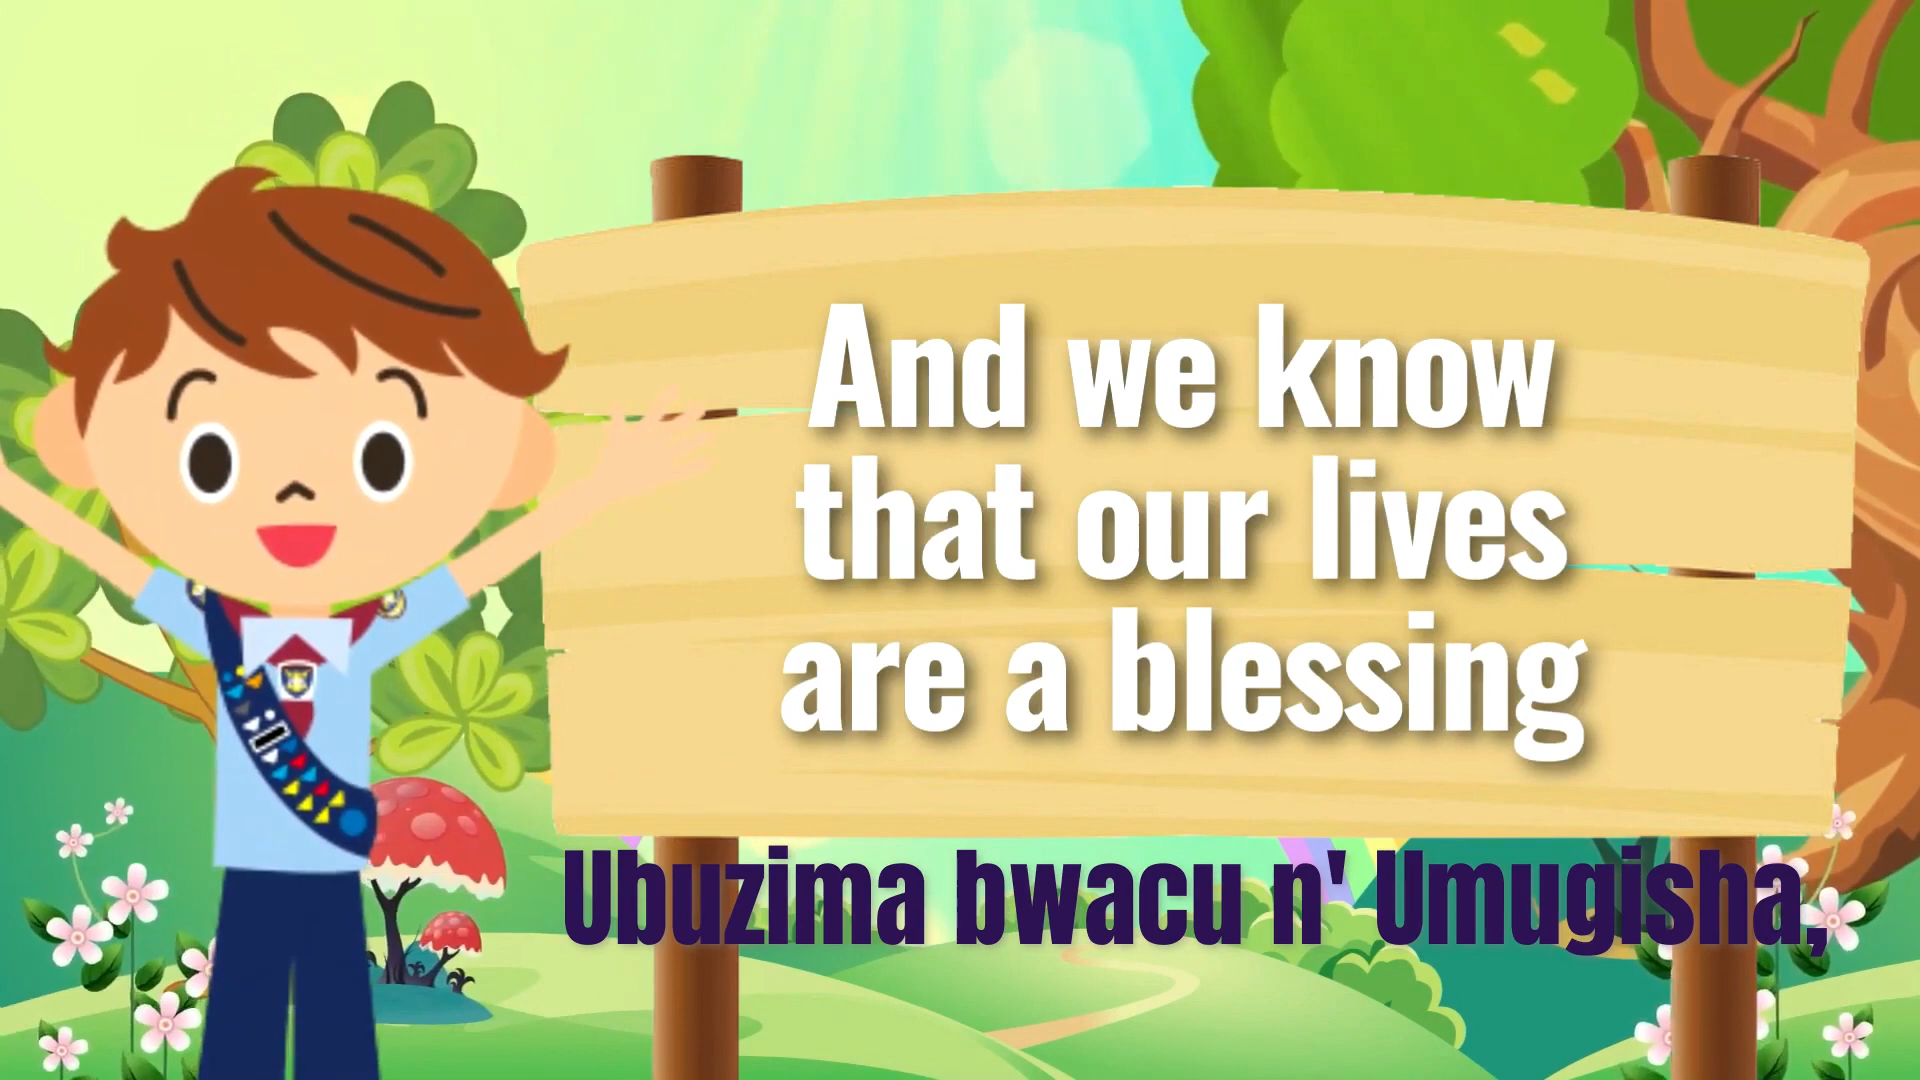 And we know
that our lives
are a blessing
Ubuzima bwacu n' Umugisha,